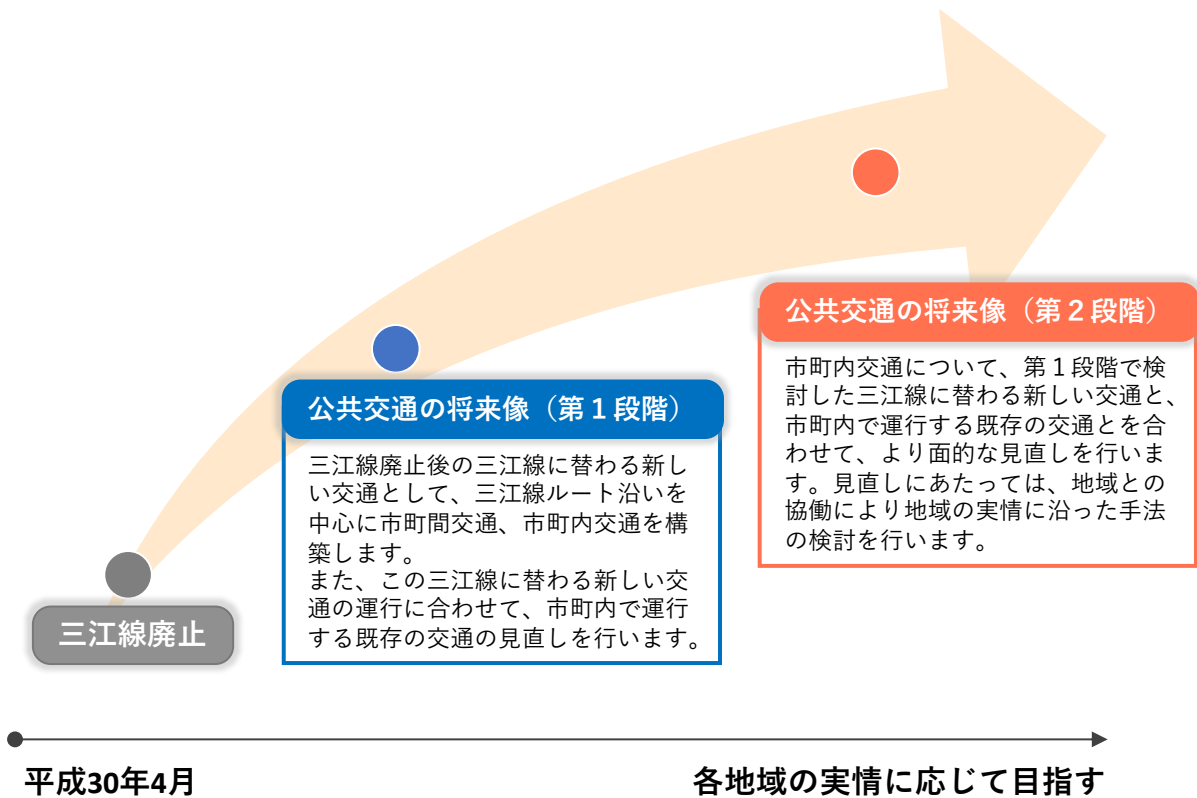 公共交通の将来像（第２段階）
市町内交通について、第１段階で検
討した三江線に替わる新しい交通と、
市町内で運行する既存の交通とを合
わせて、より面的な見直しを行いま
す。見直しにあたっては、地域との
協働により地域の実情に沿った手法
の検討を行います。
公共交通の将来像（第１段階）
三江線廃止後の三江線に替わる新し
い交通として、三江線ルート沿いを
中心に市町間交通、市町内交通を構
築します。
また、この三江線に替わる新しい交
通の運行に合わせて、市町内で運行
する既存の交通の見直しを行います。
三江線廃止
平成30年4月
各地域の実情に応じて目指す